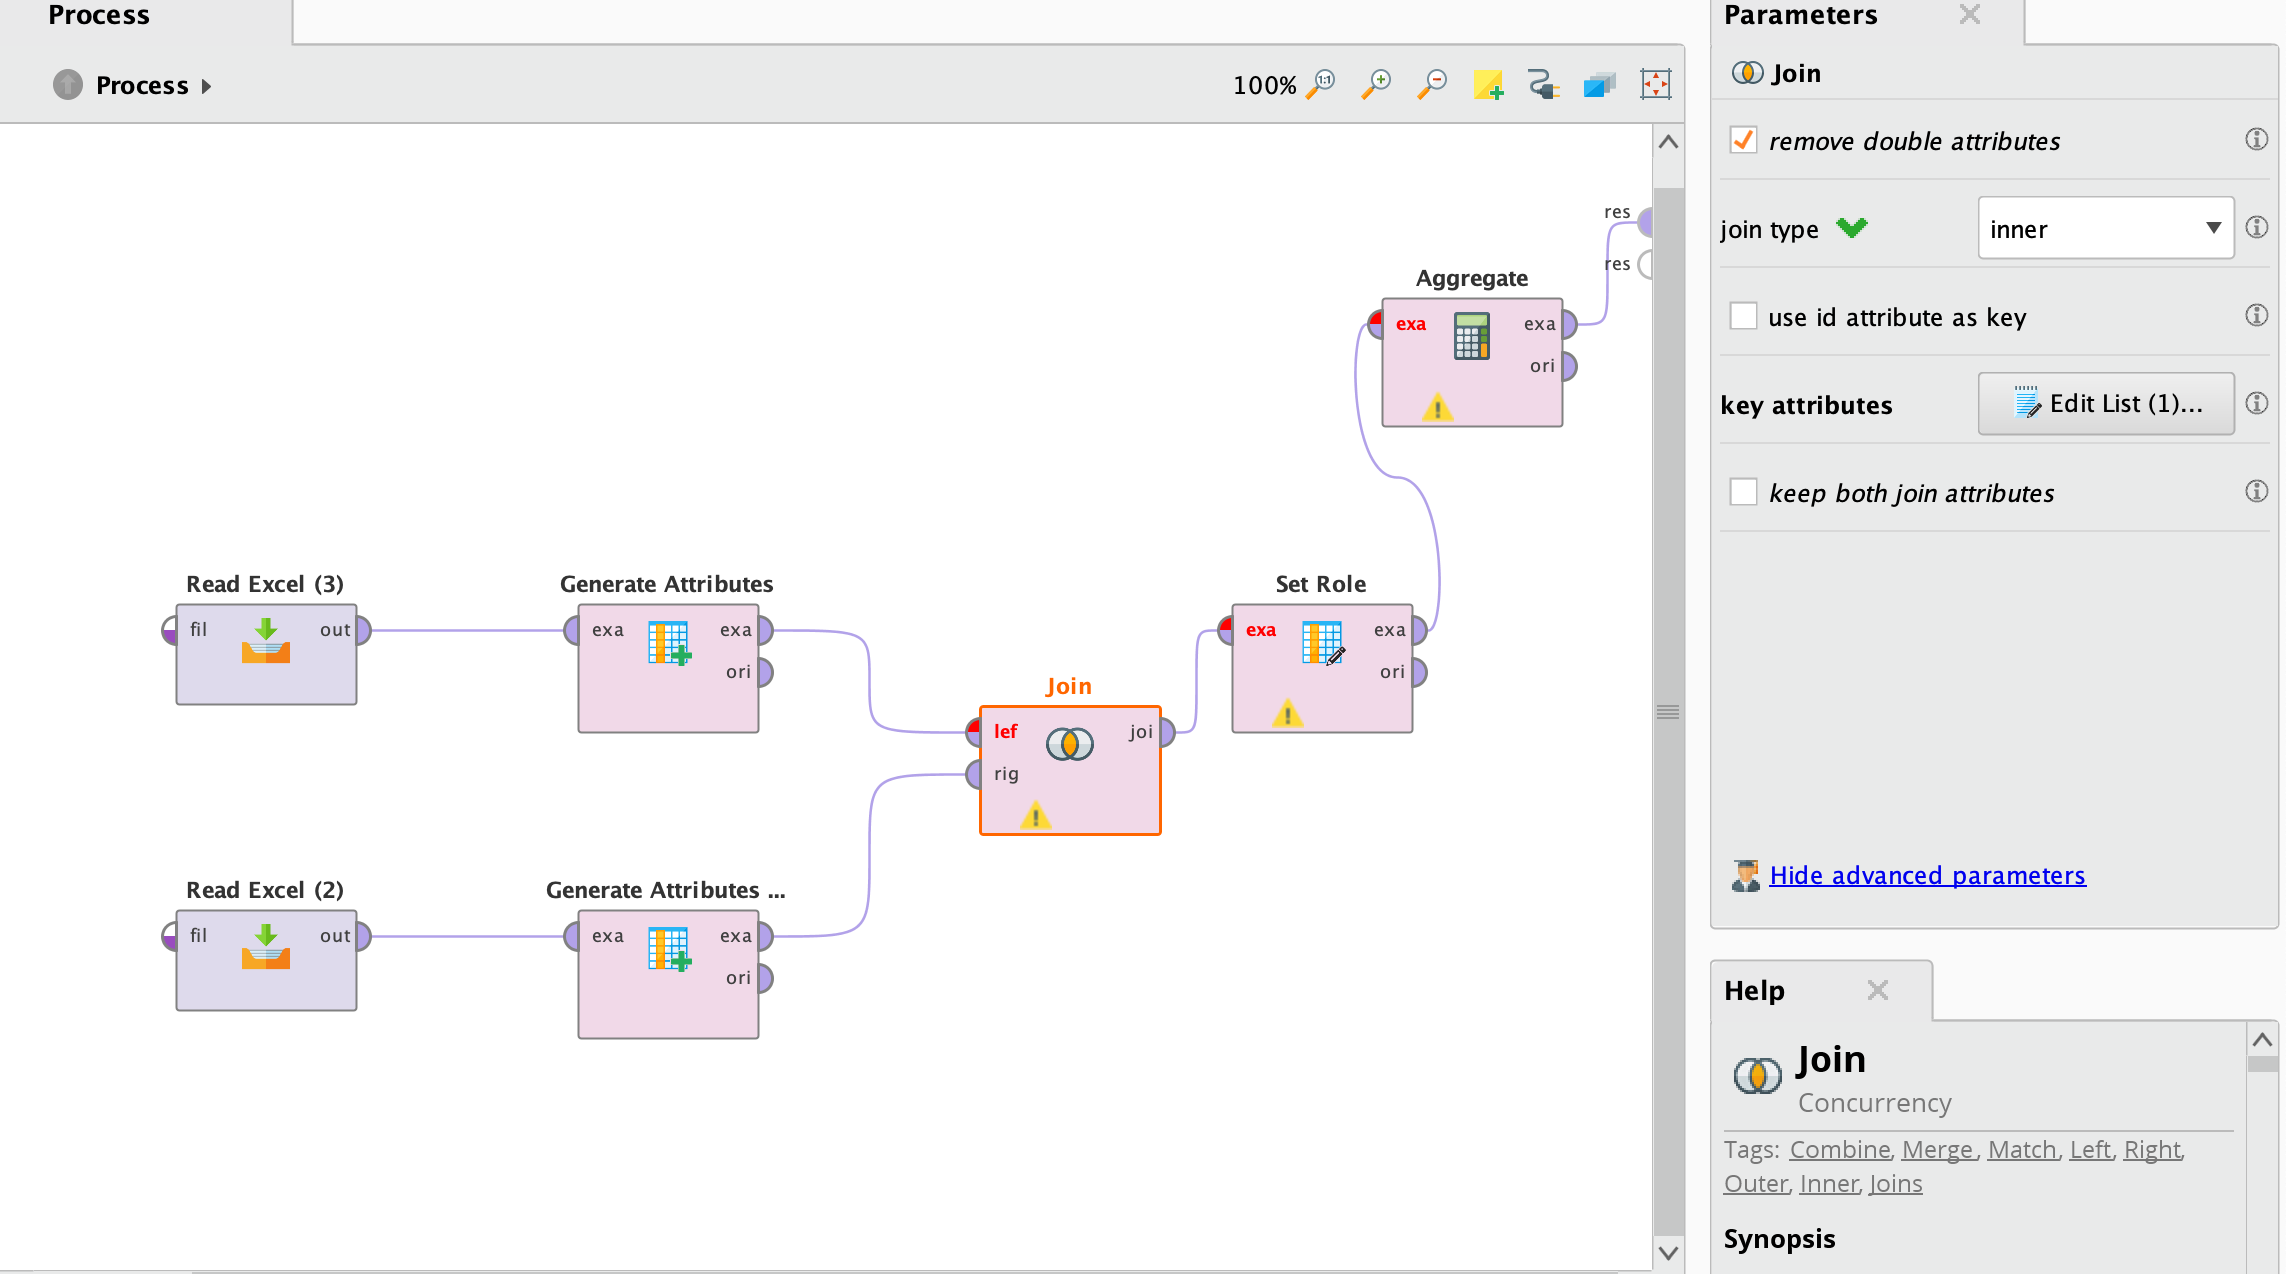 Process
Process
100%
res
res
Aggregate
exa
exa
ori
Read Excel (3)
fil
out
Generate Attributes
exa
exa
ori
Set Role
exa
exa
ori
Join
lef
joi
rig
Read Excel (2)
fil
out
Generate Attributes ...
exa
exa
ori
Parameters
Join
remove double attributes
join type
inner
use id attribute as key
key attributes
Edit List (1)...
keep both join attributes
Hide advanced parameters
Help
Join
Concurrency
Tags: Combine, Merge, Match, Left, Right,
Outer, Inner, Joins
Synopsis